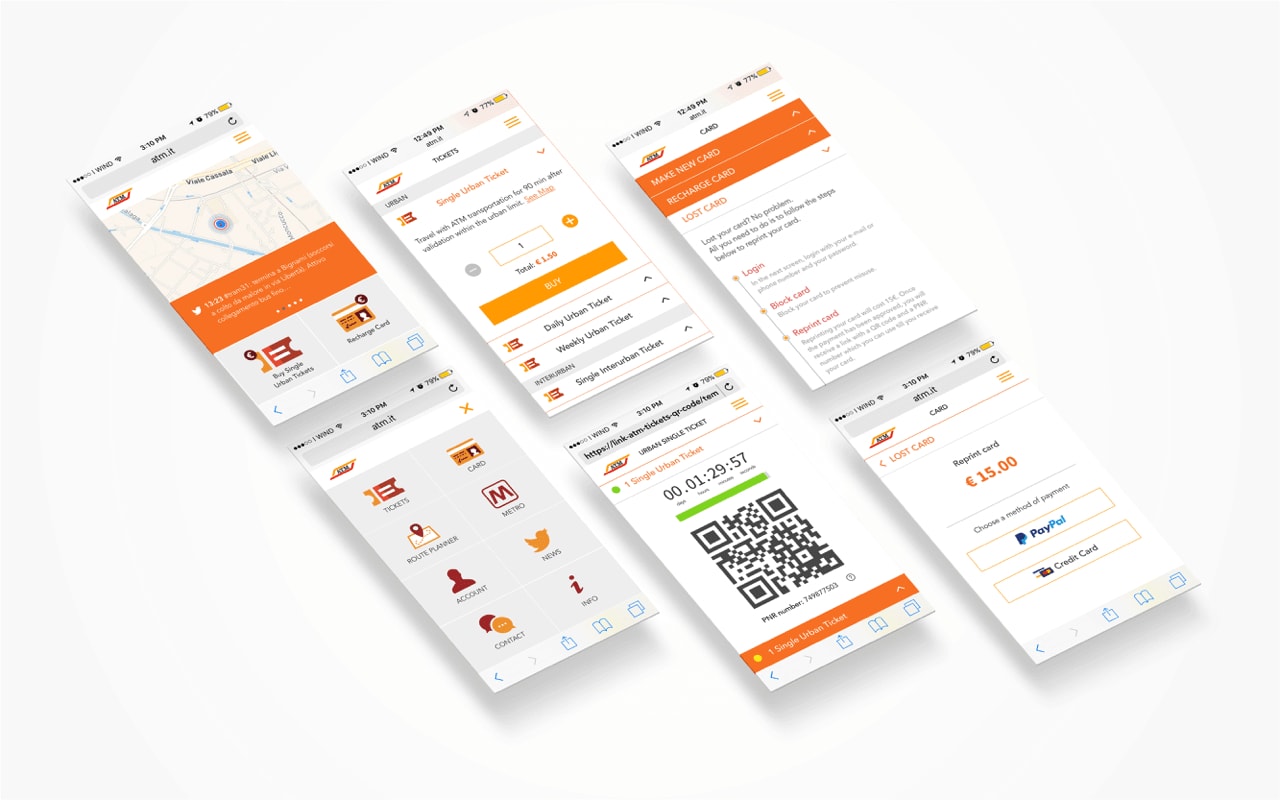 ●●●○○ I WIND
3:10 PM
79%
atm.it
ATM
Viale Cassala
Viale Li
Via V
Momozzo
13:23 #tram31: termina a Bignami (soccorsi
a colto da malore in via Libertà). Attivo
collegamento bus fino...
Buy Single
Urban Tickets
Recharge Card
●●●○○ I WIND
12:49 PM
77%
atm.it
ATM
TICKETS
URBAN
Single Urban Ticket
Travel with ATM transportation for 90 min after
validation within the urban limit. See Map
1
Total: € 1.50
BUY
Daily Urban Ticket
Weekly Urban Ticket
INTERURBAN
Single Interurban Ticket
●●●○○ I WIND
12:49 PM
77%
atm.it
ATM
CARD
MAKE NEW CARD
RECHARGE CARD
LOST CARD
Lost your card? No problem.
All you need to do is to follow the steps
below to reprint your card.
Login
In the next screen, login with your e-mail or
phone number and your password.
Block card
Block your card to prevent misuse.
Reprint card
Reprinting your card will cost 15€. Once
the payment has been approved, you will
receive a link with a QR code and a PNR
number which you can use till you receive
your card.
●●●○○ I WIND
3:10 PM
79%
atm.it
ATM
TICKETS
CARD
ROUTE PLANNER
METRO
ACCOUNT
NEWS
CONTACT
INFO
●●●○○ I WIND
3:10 PM
79%
https://link-atm-tickets-qr-code/tem
ATM
URBAN SINGLE TICKET
1 Single Urban Ticket
00.01:29:57
days hours minutes seconds
PNR number: 749877503
1 Single Urban Ticket
●●●○○ I WIND
3:10 PM
79%
atm.it
ATM
CARD
LOST CARD
Reprint card
€ 15.00
Choose a method of payment
PayPal
Credit Card